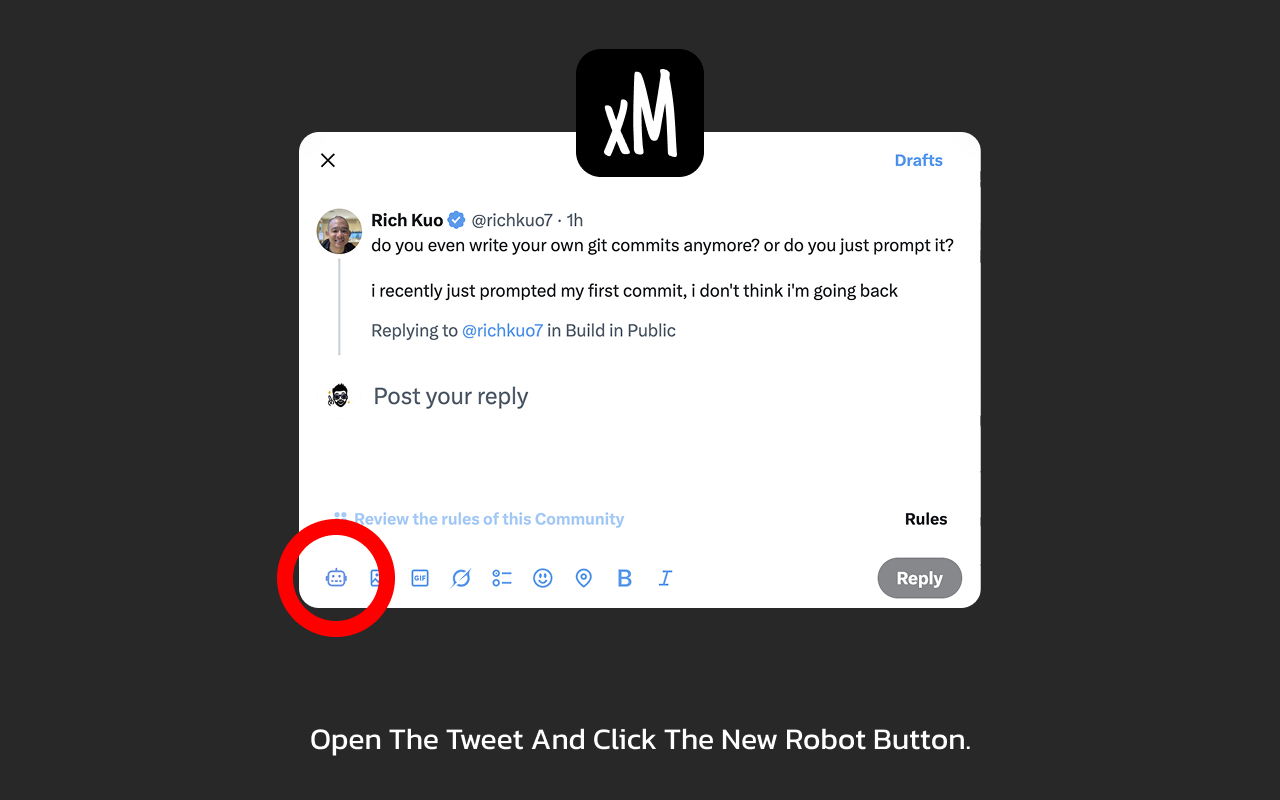 xM
Drafts
Rich Kuo @richkuo7 · 1h
do you even write your own git commits anymore? or do you just prompt it?
i recently just prompted my first commit, i don't think i'm going back
Replying to @richkuo7 in Build in Public
Post your reply
Review the rules of this Community Rules
GIF B I Reply
Open The Tweet And Click The New Robot Button.